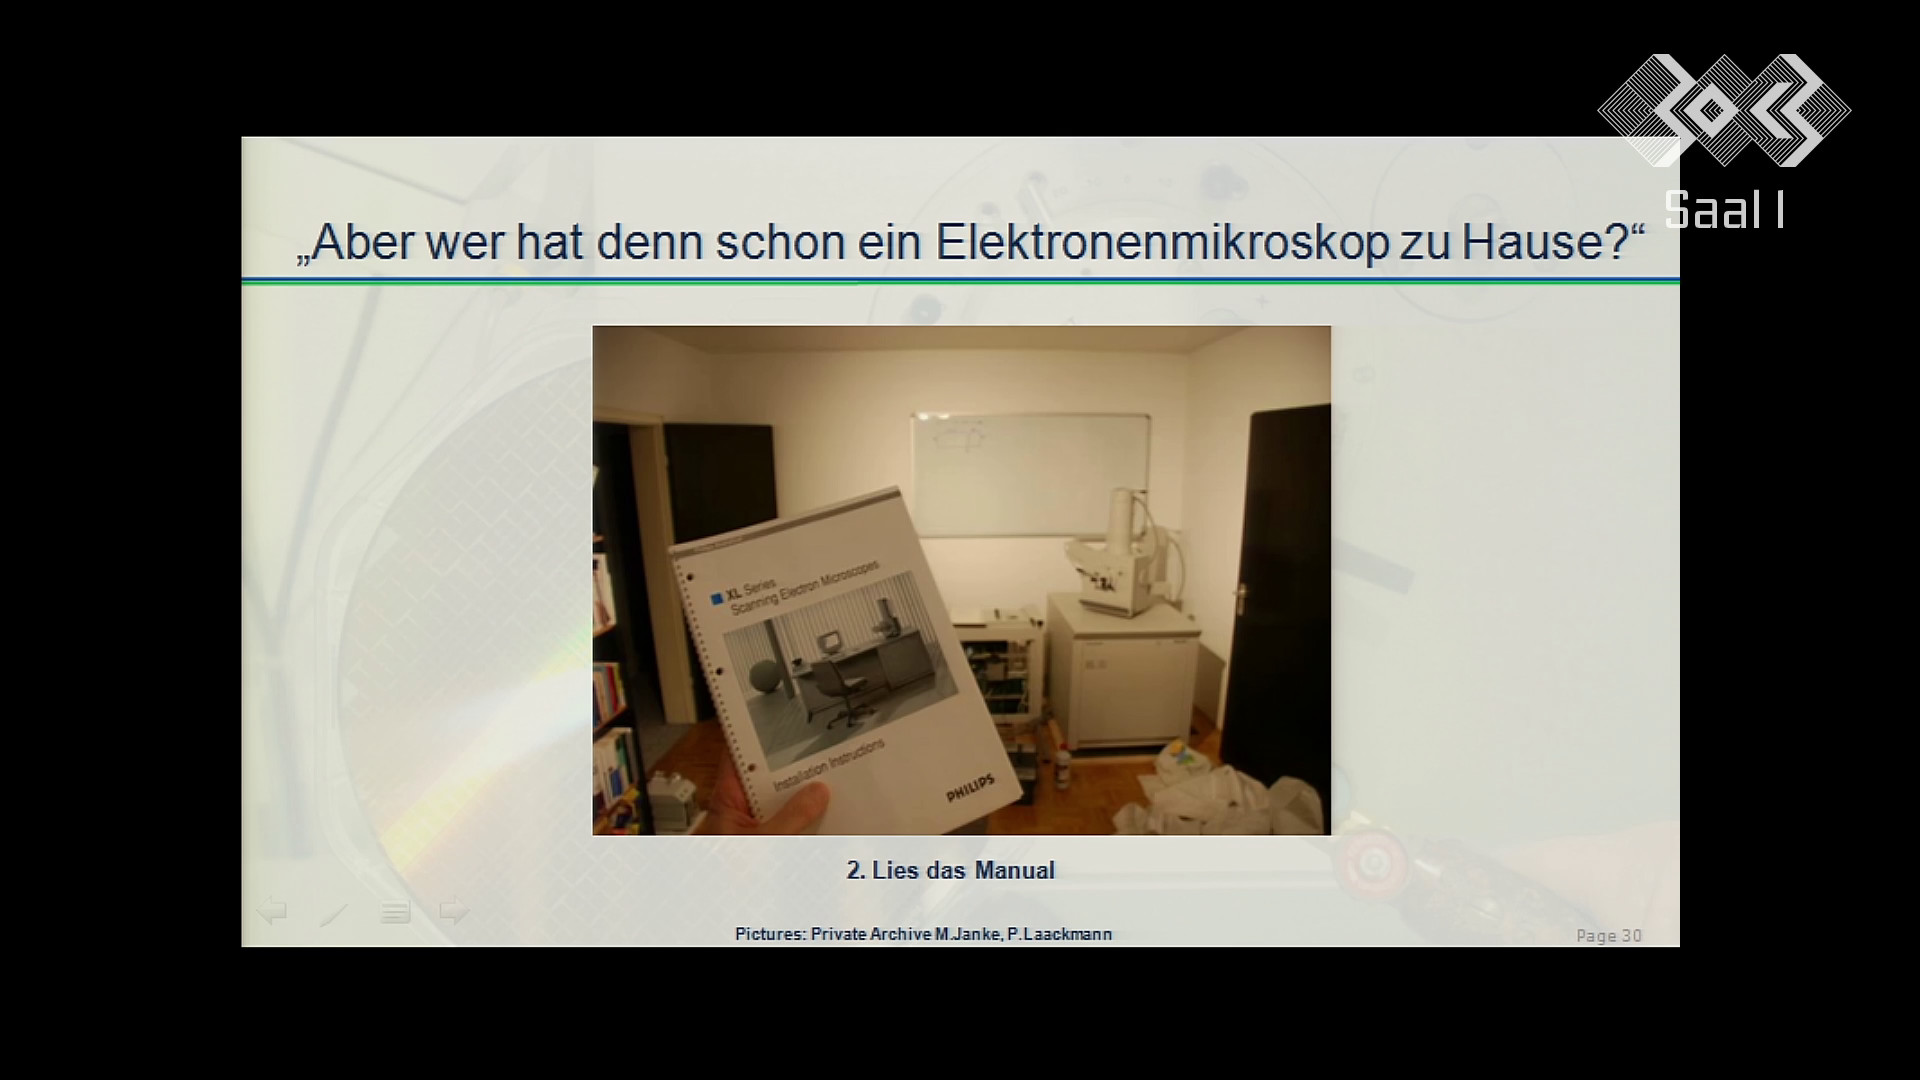 Saal 1
„Aber wer hat denn schon ein Elektronenmikroskop zu Hause?“
XL Series
Scanning Electron Microscopes
Installation Instructions
PHILIPS
2. Lies das Manual
Pictures: Private Archive M.Janke, P.Laackmann
Page 30